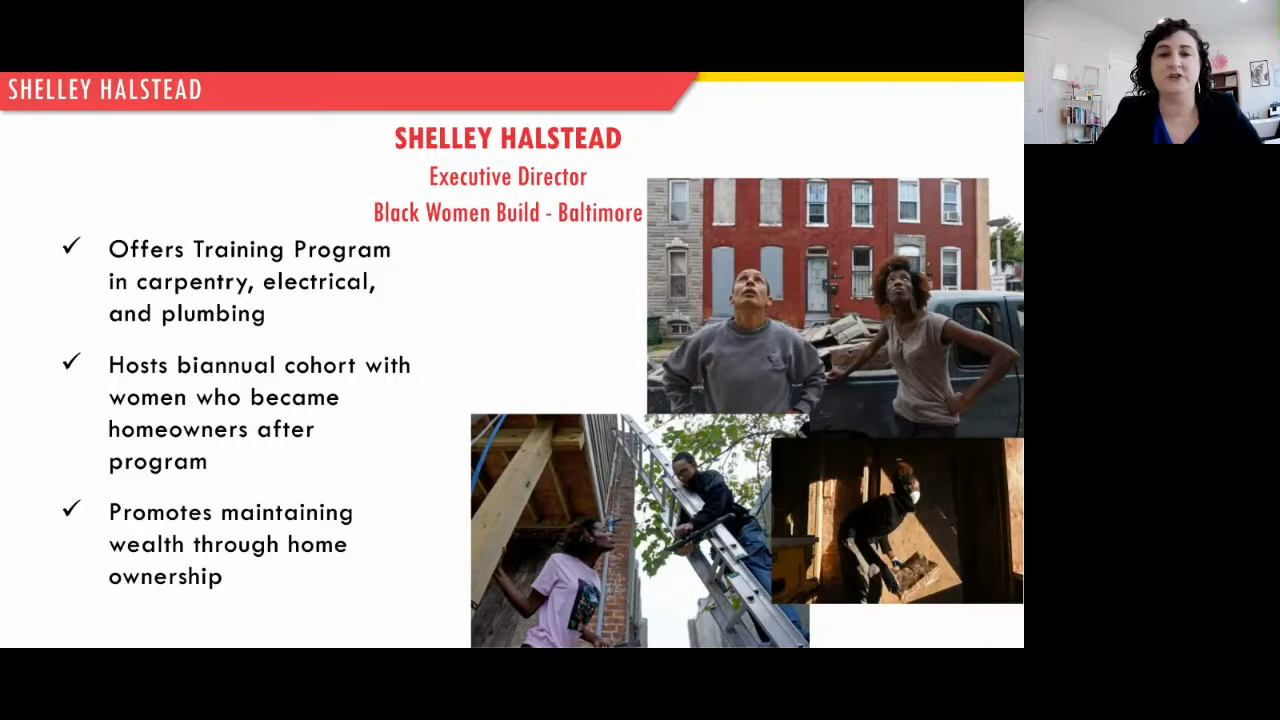 SHELLEY HALSTEAD
SHELLEY HALSTEAD
Executive Director
Black Women Build - Baltimore
Offers Training Program
in carpentry, electrical,
and plumbing
Hosts biannual cohort with
women who became
homeowners after
program
Promotes maintaining
wealth through home
ownership